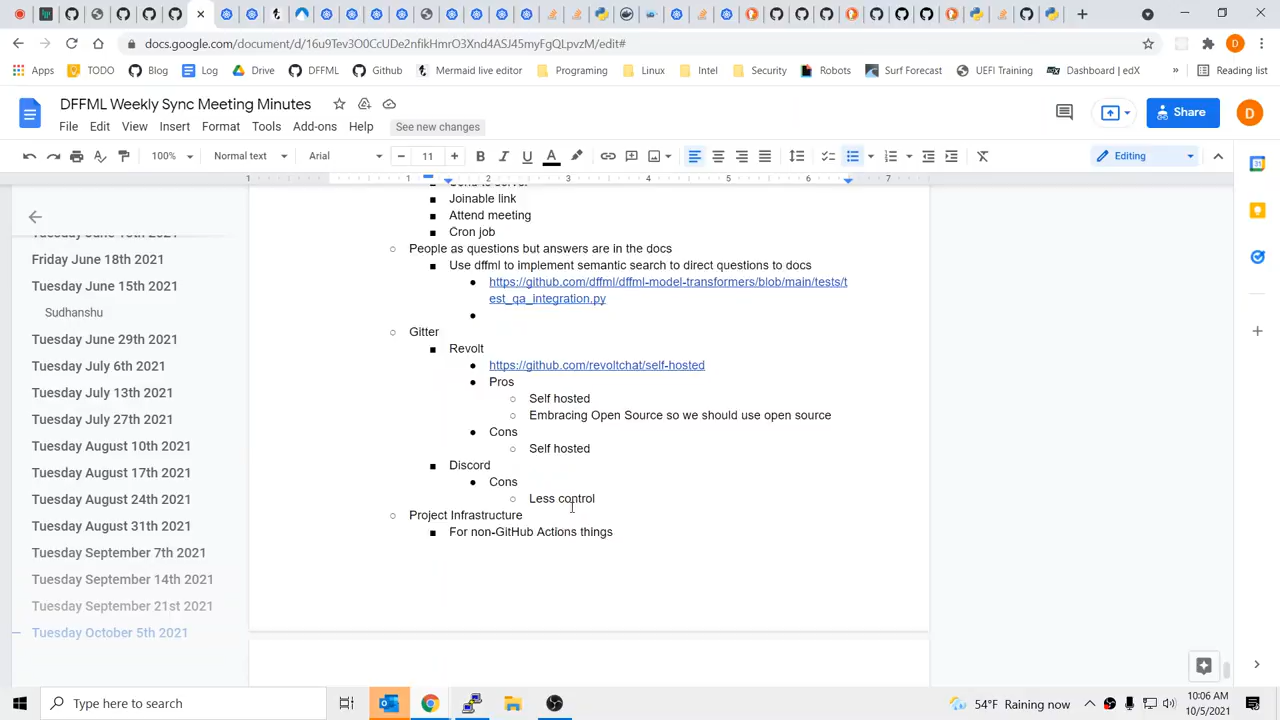 docs.google.com/document/d/16u9Tev3O0CcUDe2nfikHmrO3Xnd4ASJ45myFgQLpvzM/edit#
Apps TODO Blog Log Drive DFFML Github Mermaid live editor Programing Linux Intel Security Robots Surf Forecast UEFI Training Dashboard | edX » Reading list
DFFML Weekly Sync Meeting Minutes
File Edit View Insert Format Tools Add-ons Help See new changes
Share
D
100% Normal text Arial 11 Editing
1 1 2 3 4 5 6 7
Joinable link
Attend meeting
Cron job
People as questions but answers are in the docs
Use dffml to implement semantic search to direct questions to docs
https://github.com/dffml/dffml-model-transformers/blob/main/tests/t
est_qa_integration.py
Gitter
Revolt
https://github.com/revoltchat/self-hosted
Pros
Self hosted
Embracing Open Source so we should use open source
Cons
Self hosted
Discord
Cons
Less control
Project Infrastructure
For non-GitHub Actions things
Friday June 18th 2021
Tuesday June 15th 2021
Sudhanshu
Tuesday June 29th 2021
Tuesday July 6th 2021
Tuesday July 13th 2021
Tuesday July 27th 2021
Tuesday August 10th 2021
Tuesday August 17th 2021
Tuesday August 24th 2021
Tuesday August 31th 2021
Tuesday September 7th 2021
Tuesday September 14th 2021
Tuesday September 21st 2021
Tuesday October 5th 2021
Type here to search
54°F Raining now
10:06 AM
10/5/2021